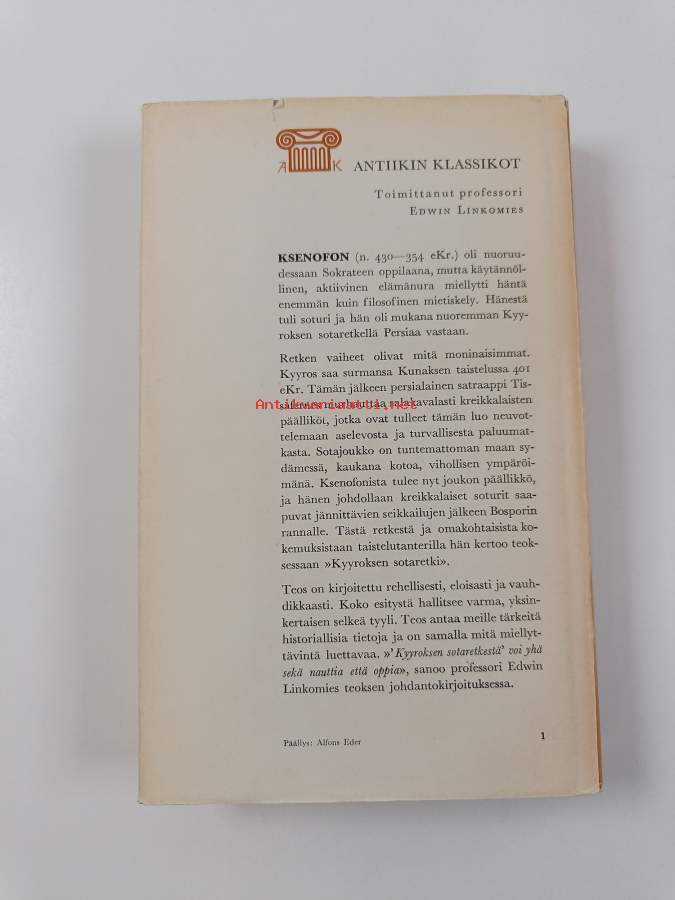 A K ANTIIKIN KLASSIKOT
Toimittanut professori
EDWIN LINKOMIES
KSENOFON (n. 430—354 eKr.) oli nuoruu-
dessaan Sokrateen oppilaana, mutta käytännöl-
linen, aktiivinen elämänura miellytti häntä
enemmän kuin filosofinen mietiskely. Hänestä
tuli soturi ja hän oli mukana nuoremman Kyy-
roksen sotaretkellä Persiaa vastaan.
Retken vaiheet olivat mitä moninaisimmat.
Kyyros saa surmansa Kunaksan taistelussa 401
eKr. Tämän jälkeen persialainen satraappi Tis-
Antikvariaatti.net
murhauttaa salakavalasti kreikkalaisten
päälliköt, jotka ovat tulleet tämän luo neuvot-
telemaan aselevosta ja turvallisesta paluumat-
kasta. Sotajoukko on tuntemattoman maan sy-
dämessä, kaukana kotoa, vihollisen ympäröi-
mänä. Ksenofonista tulee nyt joukon päällikkö,
ja hänen johdollaan kreikkalaiset soturit saa-
puvat jännittävien seikkailujen jälkeen Bosporin
rannalle. Tästä retkestä ja omakohtaisista ko-
kemuksistaan taistelutanterilla hän kertoo teok-
sessaan »Kyyroksen sotaretki».
Teos on kirjoitettu rehellisesti, eloisasti ja vauh-
dikkaasti. Koko esitystä hallitsee varma, yksin-
kertaisen selkeä tyyli. Teos antaa meille tärkeitä
historiallisia tietoja ja on samalla mitä miellyt-
tävintä luettavaa. »'Kyyroksen sotaretkestä' voi yhä
sekä nauttia että oppia», sanoo professori Edwin
Linkomies teoksen johdantokirjoituksessa.
Päällys: Alfons Eder
1